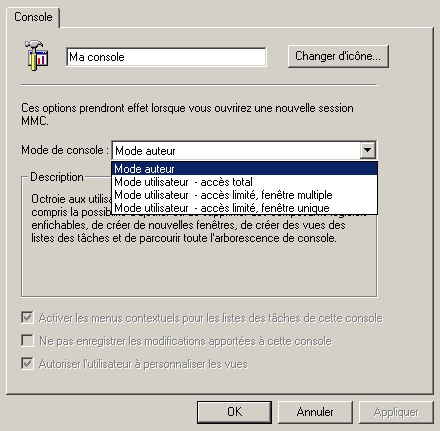 Console
Ma console
Changer d'icône...
Ces options prendront effet lorsque vous ouvrirez une nouvelle session
MMC.
Mode de console :
Mode auteur
Mode auteur
Mode utilisateur - accès total
Mode utilisateur - accès limité, fenêtre multiple
Mode utilisateur - accès limité, fenêtre unique
Description
Octroie aux
compris la
enfichables, de créer de nouvelles fenêtres, de créer des vues des
listes des tâches et de parcourir toute l'arborescence de console.
Activer les menus contextuels pour les listes des tâches de cette console
Ne pas enregistrer les modifications apportées à cette console
Autoriser l'utilisateur à personnaliser les vues
OK
Annuler
Appliquer